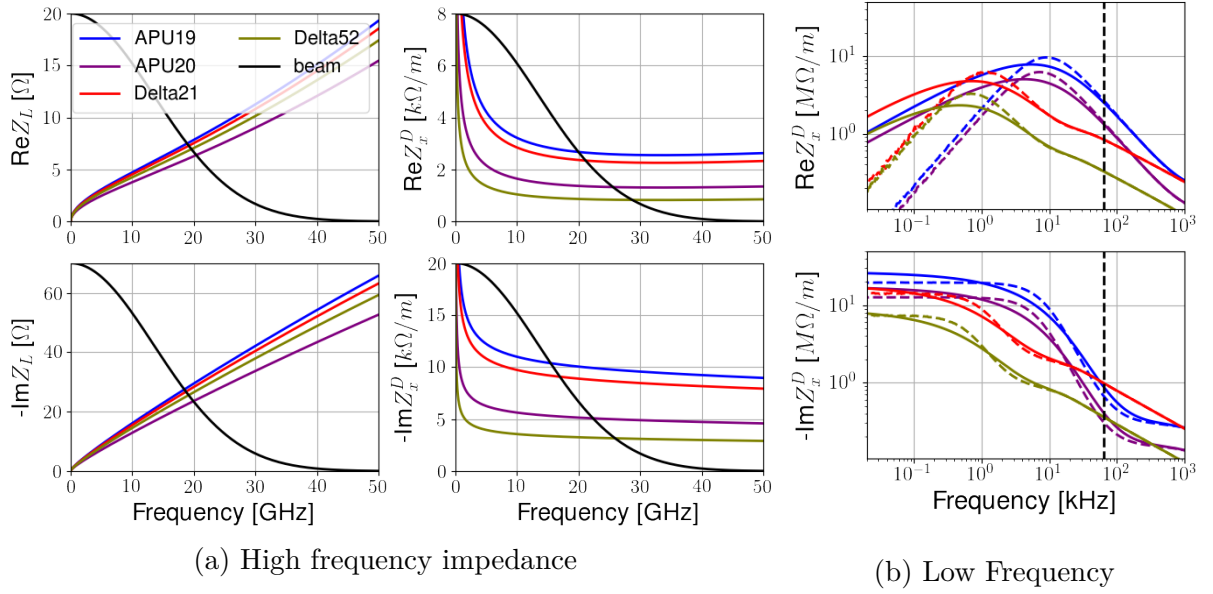 20
15
10
5
0
ReZ_L [Ω]
APU19
APU20
Delta21
Delta52
beam
0 10 20 30 40 50
8
6
4
2
0
ReZ_x^D [kΩ/m]
0 10 20 30 40 50
10^1
10^0
ReZ_x^D [MΩ/m]
10^-1 10^0 10^1 10^2 10^3
60
40
20
0
-ImZ_L [Ω]
0 10 20 30 40 50
Frequency [GHz]
20
15
10
5
0
-ImZ_x^D [kΩ/m]
0 10 20 30 40 50
Frequency [GHz]
10^1
10^0
-ImZ_x^D [MΩ/m]
10^-1 10^0 10^1 10^2 10^3
Frequency [kHz]
(a) High frequency impedance
(b) Low Frequency